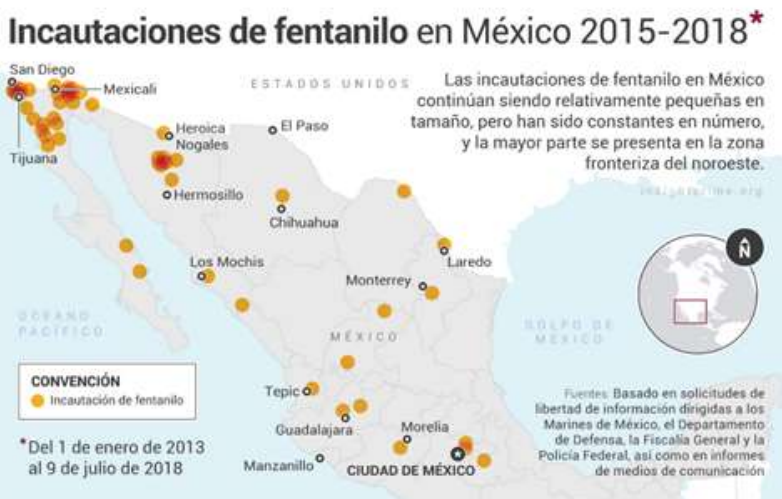 Incautaciones de fentanilo en México 2015-2018*
Las incautaciones de fentanilo en México
continúan siendo relativamente pequeñas en
tamaño, pero han sido constantes en número,
y la mayor parte se presenta en la zona
fronteriza del noroeste.
insightcrime.org
San Diego
Mexicali
ESTADOS UNIDOS
Tijuana
Heroica
Nogales
El Paso
Hermosillo
Chihuahua
Los Mochis
Laredo
Monterrey
N
OCÉANO
PACÍFICO
GOLFO DE
MÉXICO
MÉXICO
CONVENCIÓN
Incautación de fentanilo
Tepic
Guadalajara
Morelia
Manzanillo
CIUDAD DE MÉXICO
*Del 1 de enero de 2013
al 9 de julio de 2018
Fuentes: Basado en solicitudes de
libertad de información dirigidas a los
Marines de México, el Departamento
de Defensa, la Fiscalía General y la
Policía Federal, así como en informes
de medios de comunicación